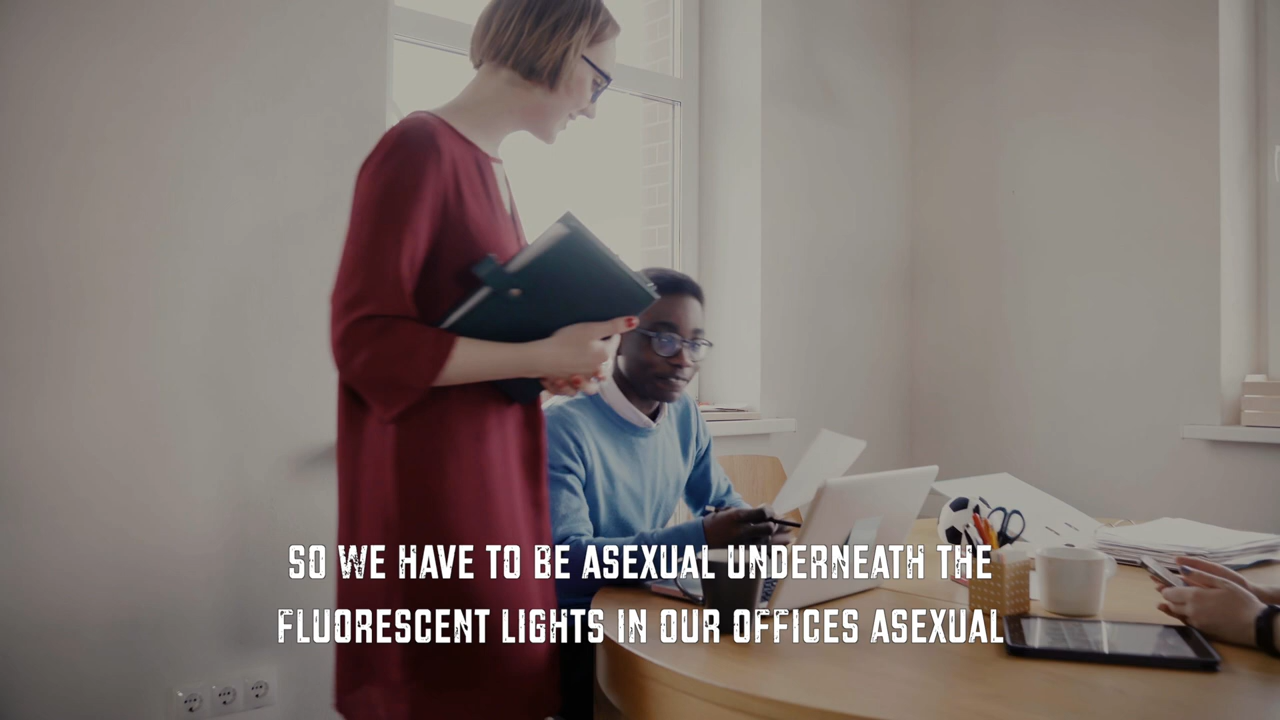 SO WE HAVE TO BE ASEXUAL UNDERNEATH THE
FLUORESCENT LIGHTS IN OUR OFFICES ASEXUAL